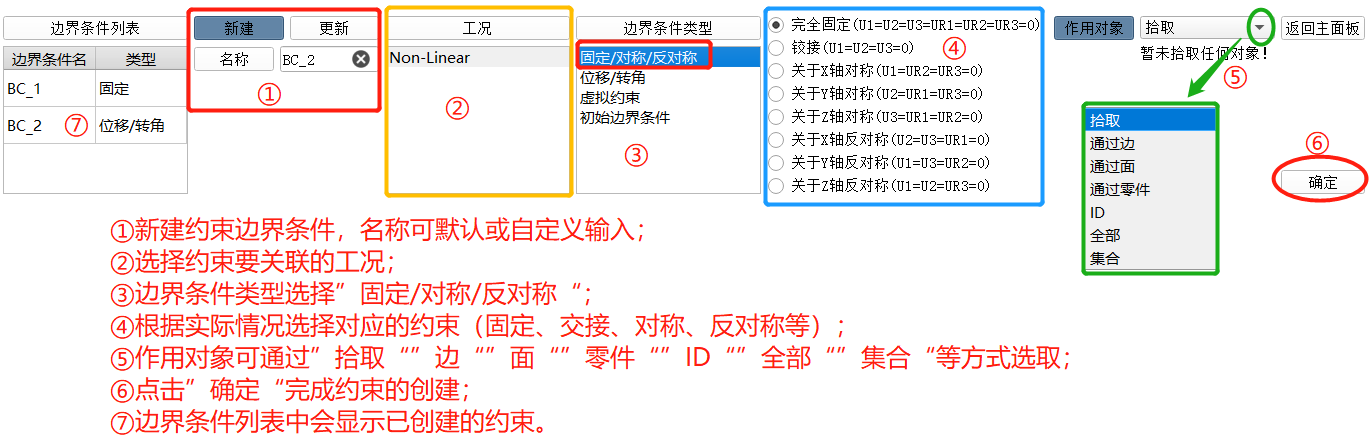 边界条件列表
边界条件名 类型
BC_1 固定
BC_2 ⑦ 位移/转角
新建 更新
名称 BC_2
①
工况
Non-Linear
②
边界条件类型
固定/对称/反对称
位移/转角
虚拟约束
初始边界条件
③
完全固定(U1=U2=U3=UR1=UR2=UR3=0)
铰接(U1=U2=U3=0) ④
关于X轴对称(U1=UR2=UR3=0)
关于Y轴对称(U2=UR1=UR3=0)
关于Z轴对称(U3=UR1=UR2=0)
关于X轴反对称(U2=U3=UR1=0)
关于Y轴反对称(U1=U3=UR2=0)
关于Z轴反对称(U1=U2=UR3=0)
作用对象 拾取 返回主面板
暂未拾取任何对象!
⑤
拾取
通过边
通过面
通过零件
ID
全部
集合
⑥
确定
①新建约束边界条件，名称可默认或自定义输入；
②选择约束要关联的工况；
③边界条件类型选择”固定/对称/反对称“；
④根据实际情况选择对应的约束（固定、交接、对称、反对称等）；
⑤作用对象可通过”拾取“”边“”面“”零件“”ID“”全部“”集合“等方式选取；
⑥点击”确定“完成约束的创建；
⑦边界条件列表中会显示已创建的约束。